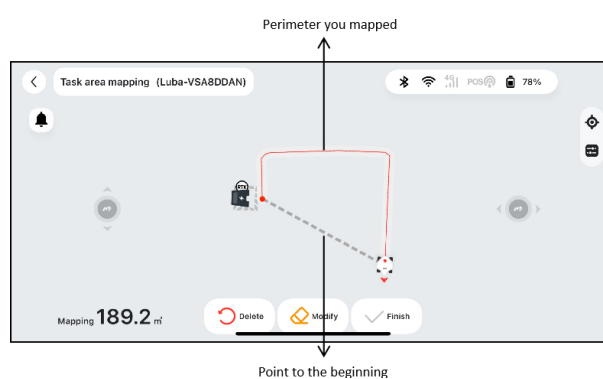 Perimeter you mapped
Task area mapping (Luba-VSA8DDAN)
4G
POS
78%
RTK
Mapping 189.2 ㎡
Delete
Modify
Finish
Point to the beginning